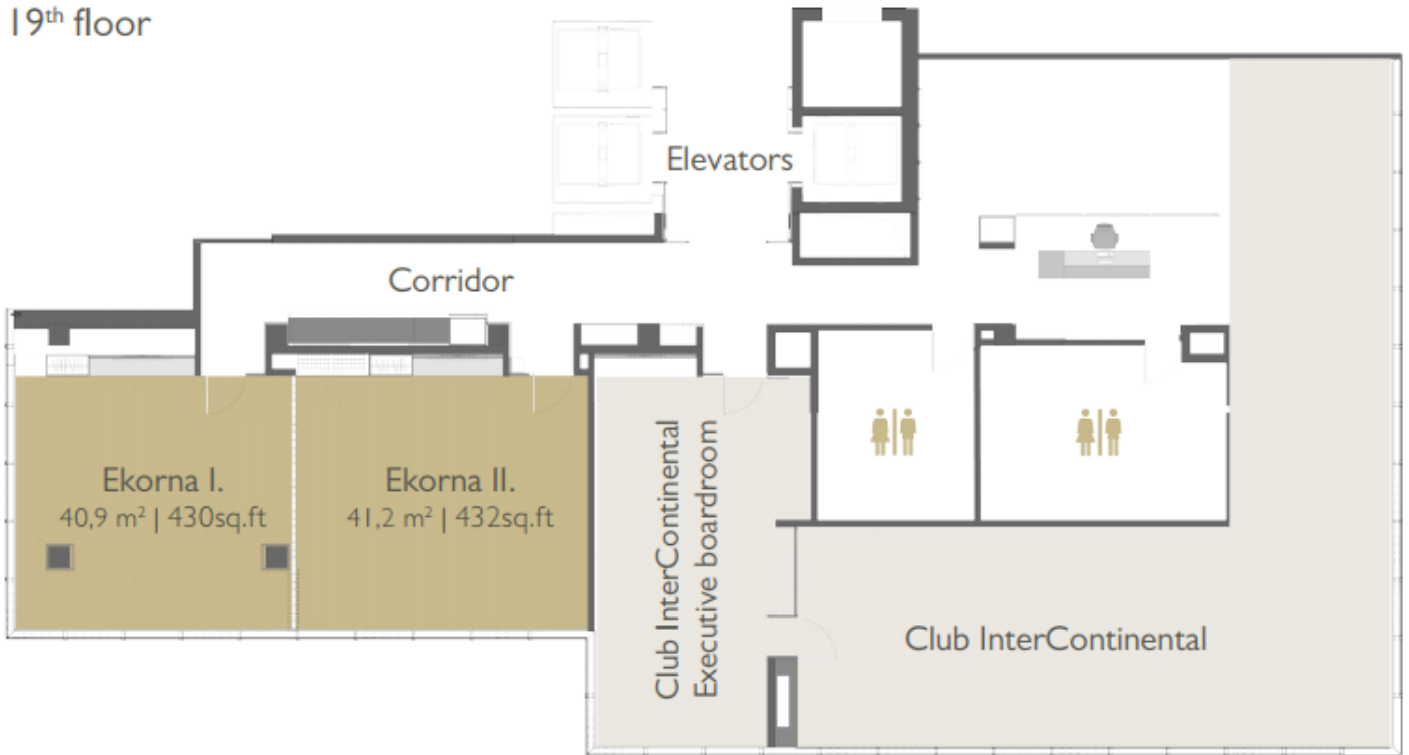 19th floor
Elevators
Corridor
Ekorna I.
40,9 m² | 430sq.ft
Ekorna II.
41,2 m² | 432sq.ft
Club InterContinental
Executive boardroom
Club InterContinental